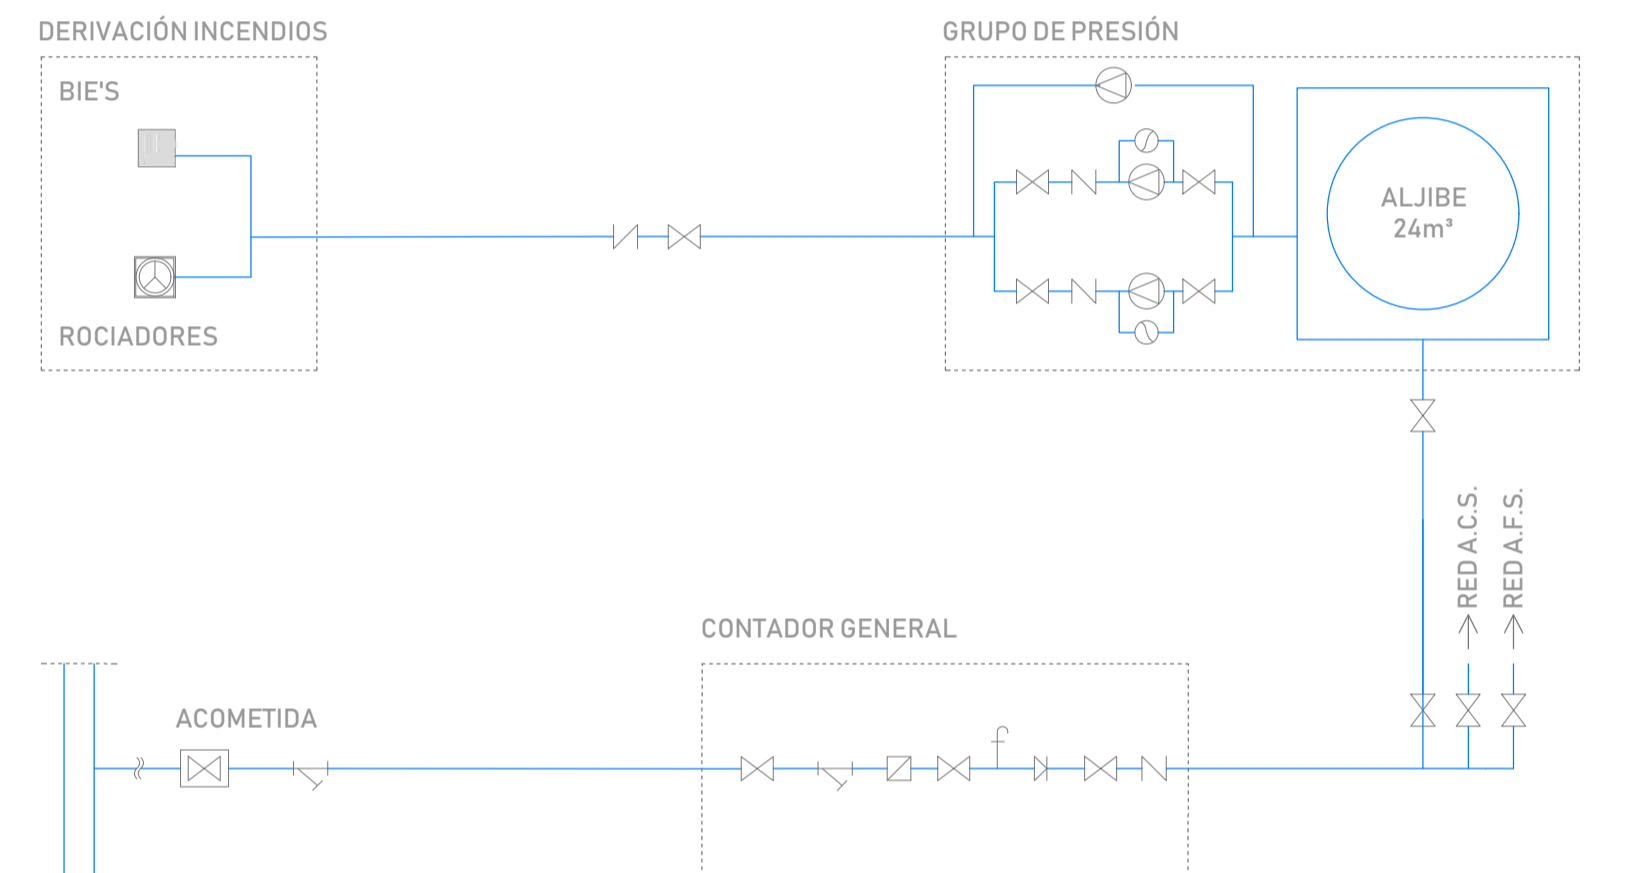 DERIVACIÓN INCENDIOS
BIE'S
ROCIADORES
GRUPO DE PRESIÓN
ALJIBE
24m³
RED A.C.S.
RED A.F.S.
CONTADOR GENERAL
ACOMETIDA